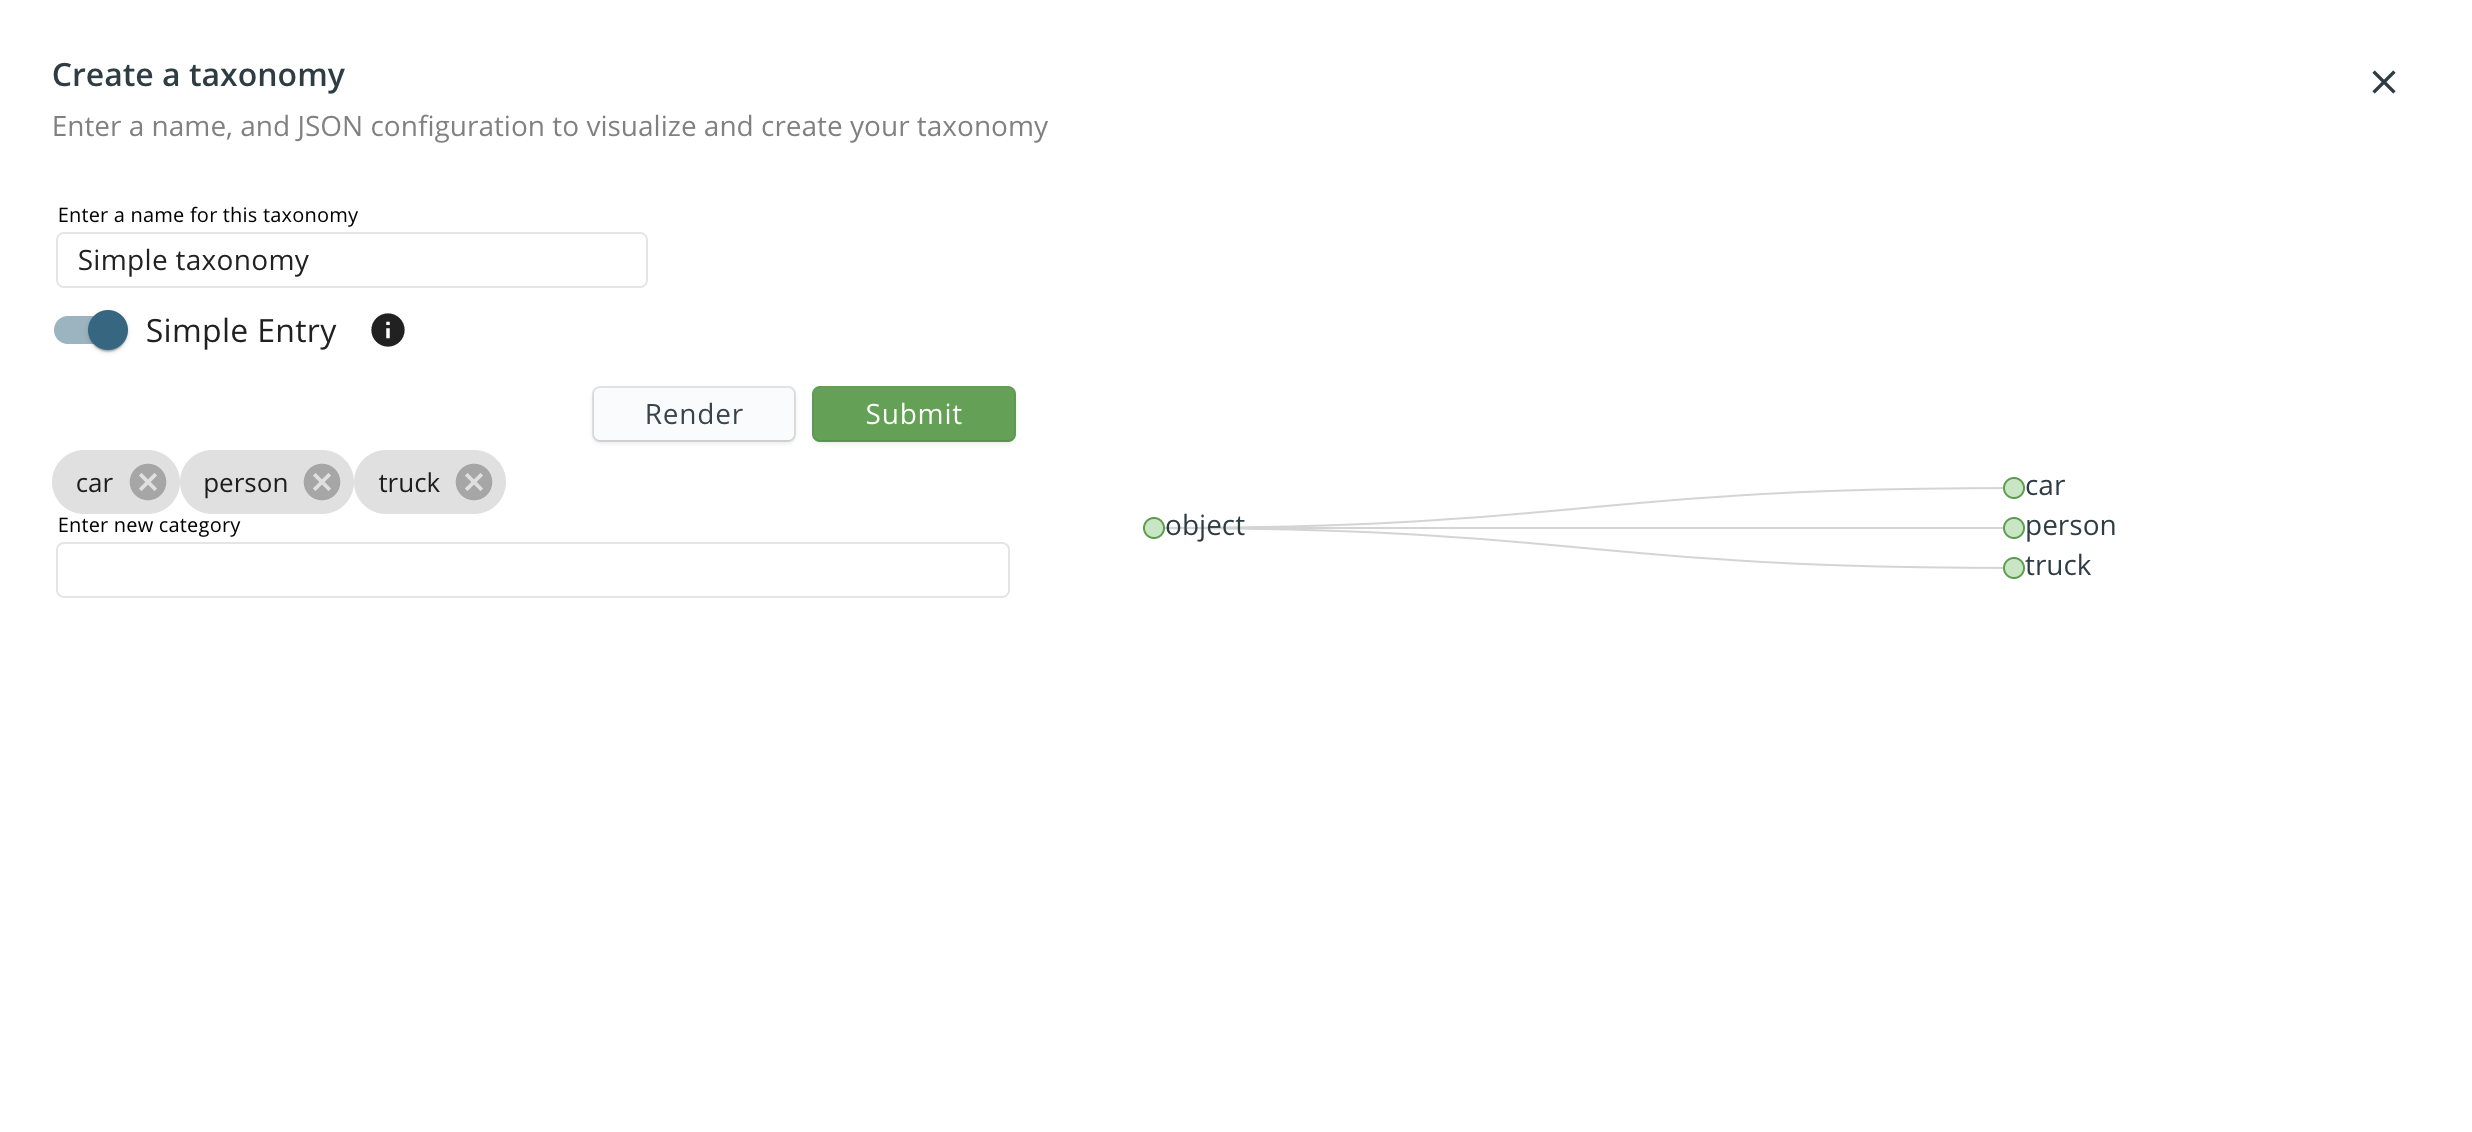 Create a taxonomy
Enter a name, and JSON configuration to visualize and create your taxonomy
Enter a name for this taxonomy
Simple taxonomy
Simple Entry
Render Submit
car person truck
Enter new category
object
car
person
truck